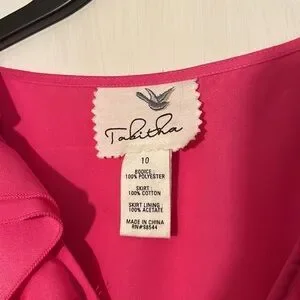 Tabitha
10
BODICE :
100% POLYESTER
SKIRT :
100% COTTON
SKIRT LINING :
100% ACETATE
MADE IN CHINA
RN#98544